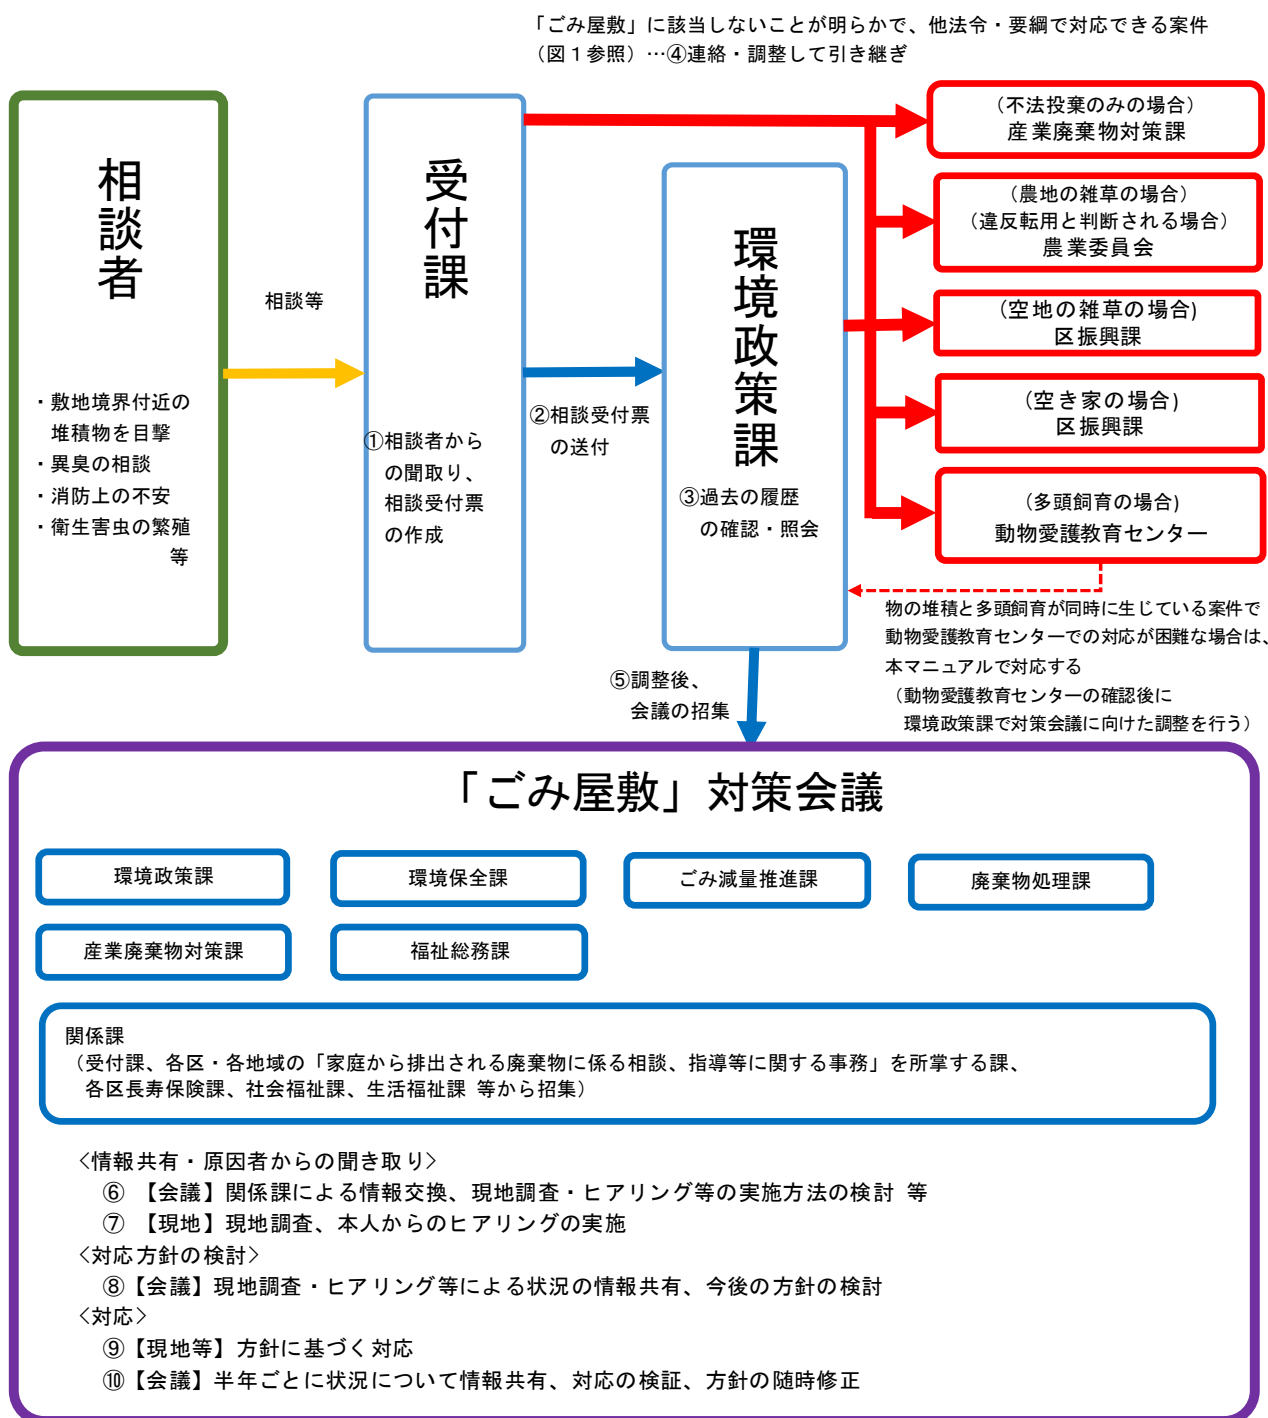 「ごみ屋敷」に該当しないことが明らかで、他法令・要綱で対応できる案件
（図１参照）…④連絡・調整して引き継ぎ
相談者
・敷地境界付近の
堆積物を目撃
・異臭の相談
・消防上の不安
・衛生害虫の繁殖
等
相談等
受付課
①相談者から
の聞取り、
相談受付票
の作成
②相談受付票
の送付
環境政策課
③過去の履歴
の確認・照会
（不法投棄のみの場合）
産業廃棄物対策課
（農地の雑草の場合）
（違反転用と判断される場合）
農業委員会
（空地の雑草の場合)
区振興課
（空き家の場合)
区振興課
（多頭飼育の場合)
動物愛護教育センター
物の堆積と多頭飼育が同時に生じている案件で
動物愛護教育センターでの対応が困難な場合は、
本マニュアルで対応する
（動物愛護教育センターの確認後に
環境政策課で対策会議に向けた調整を行う）
⑤調整後、
会議の招集
「ごみ屋敷」対策会議
環境政策課
環境保全課
ごみ減量推進課
廃棄物処理課
産業廃棄物対策課
福祉総務課
関係課
（受付課、各区・各地域の「家庭から排出される廃棄物に係る相談、指導等に関する事務」を所掌する課、
各区長寿保険課、社会福祉課、生活福祉課 等から招集）
＜情報共有・原因者からの聞き取り＞
⑥ 【会議】関係課による情報交換、現地調査・ヒアリング等の実施方法の検討 等
⑦ 【現地】現地調査、本人からのヒアリングの実施
＜対応方針の検討＞
⑧【会議】現地調査・ヒアリング等による状況の情報共有、今後の方針の検討
＜対応＞
⑨【現地等】方針に基づく対応
⑩【会議】半年ごとに状況について情報共有、対応の検証、方針の随時修正